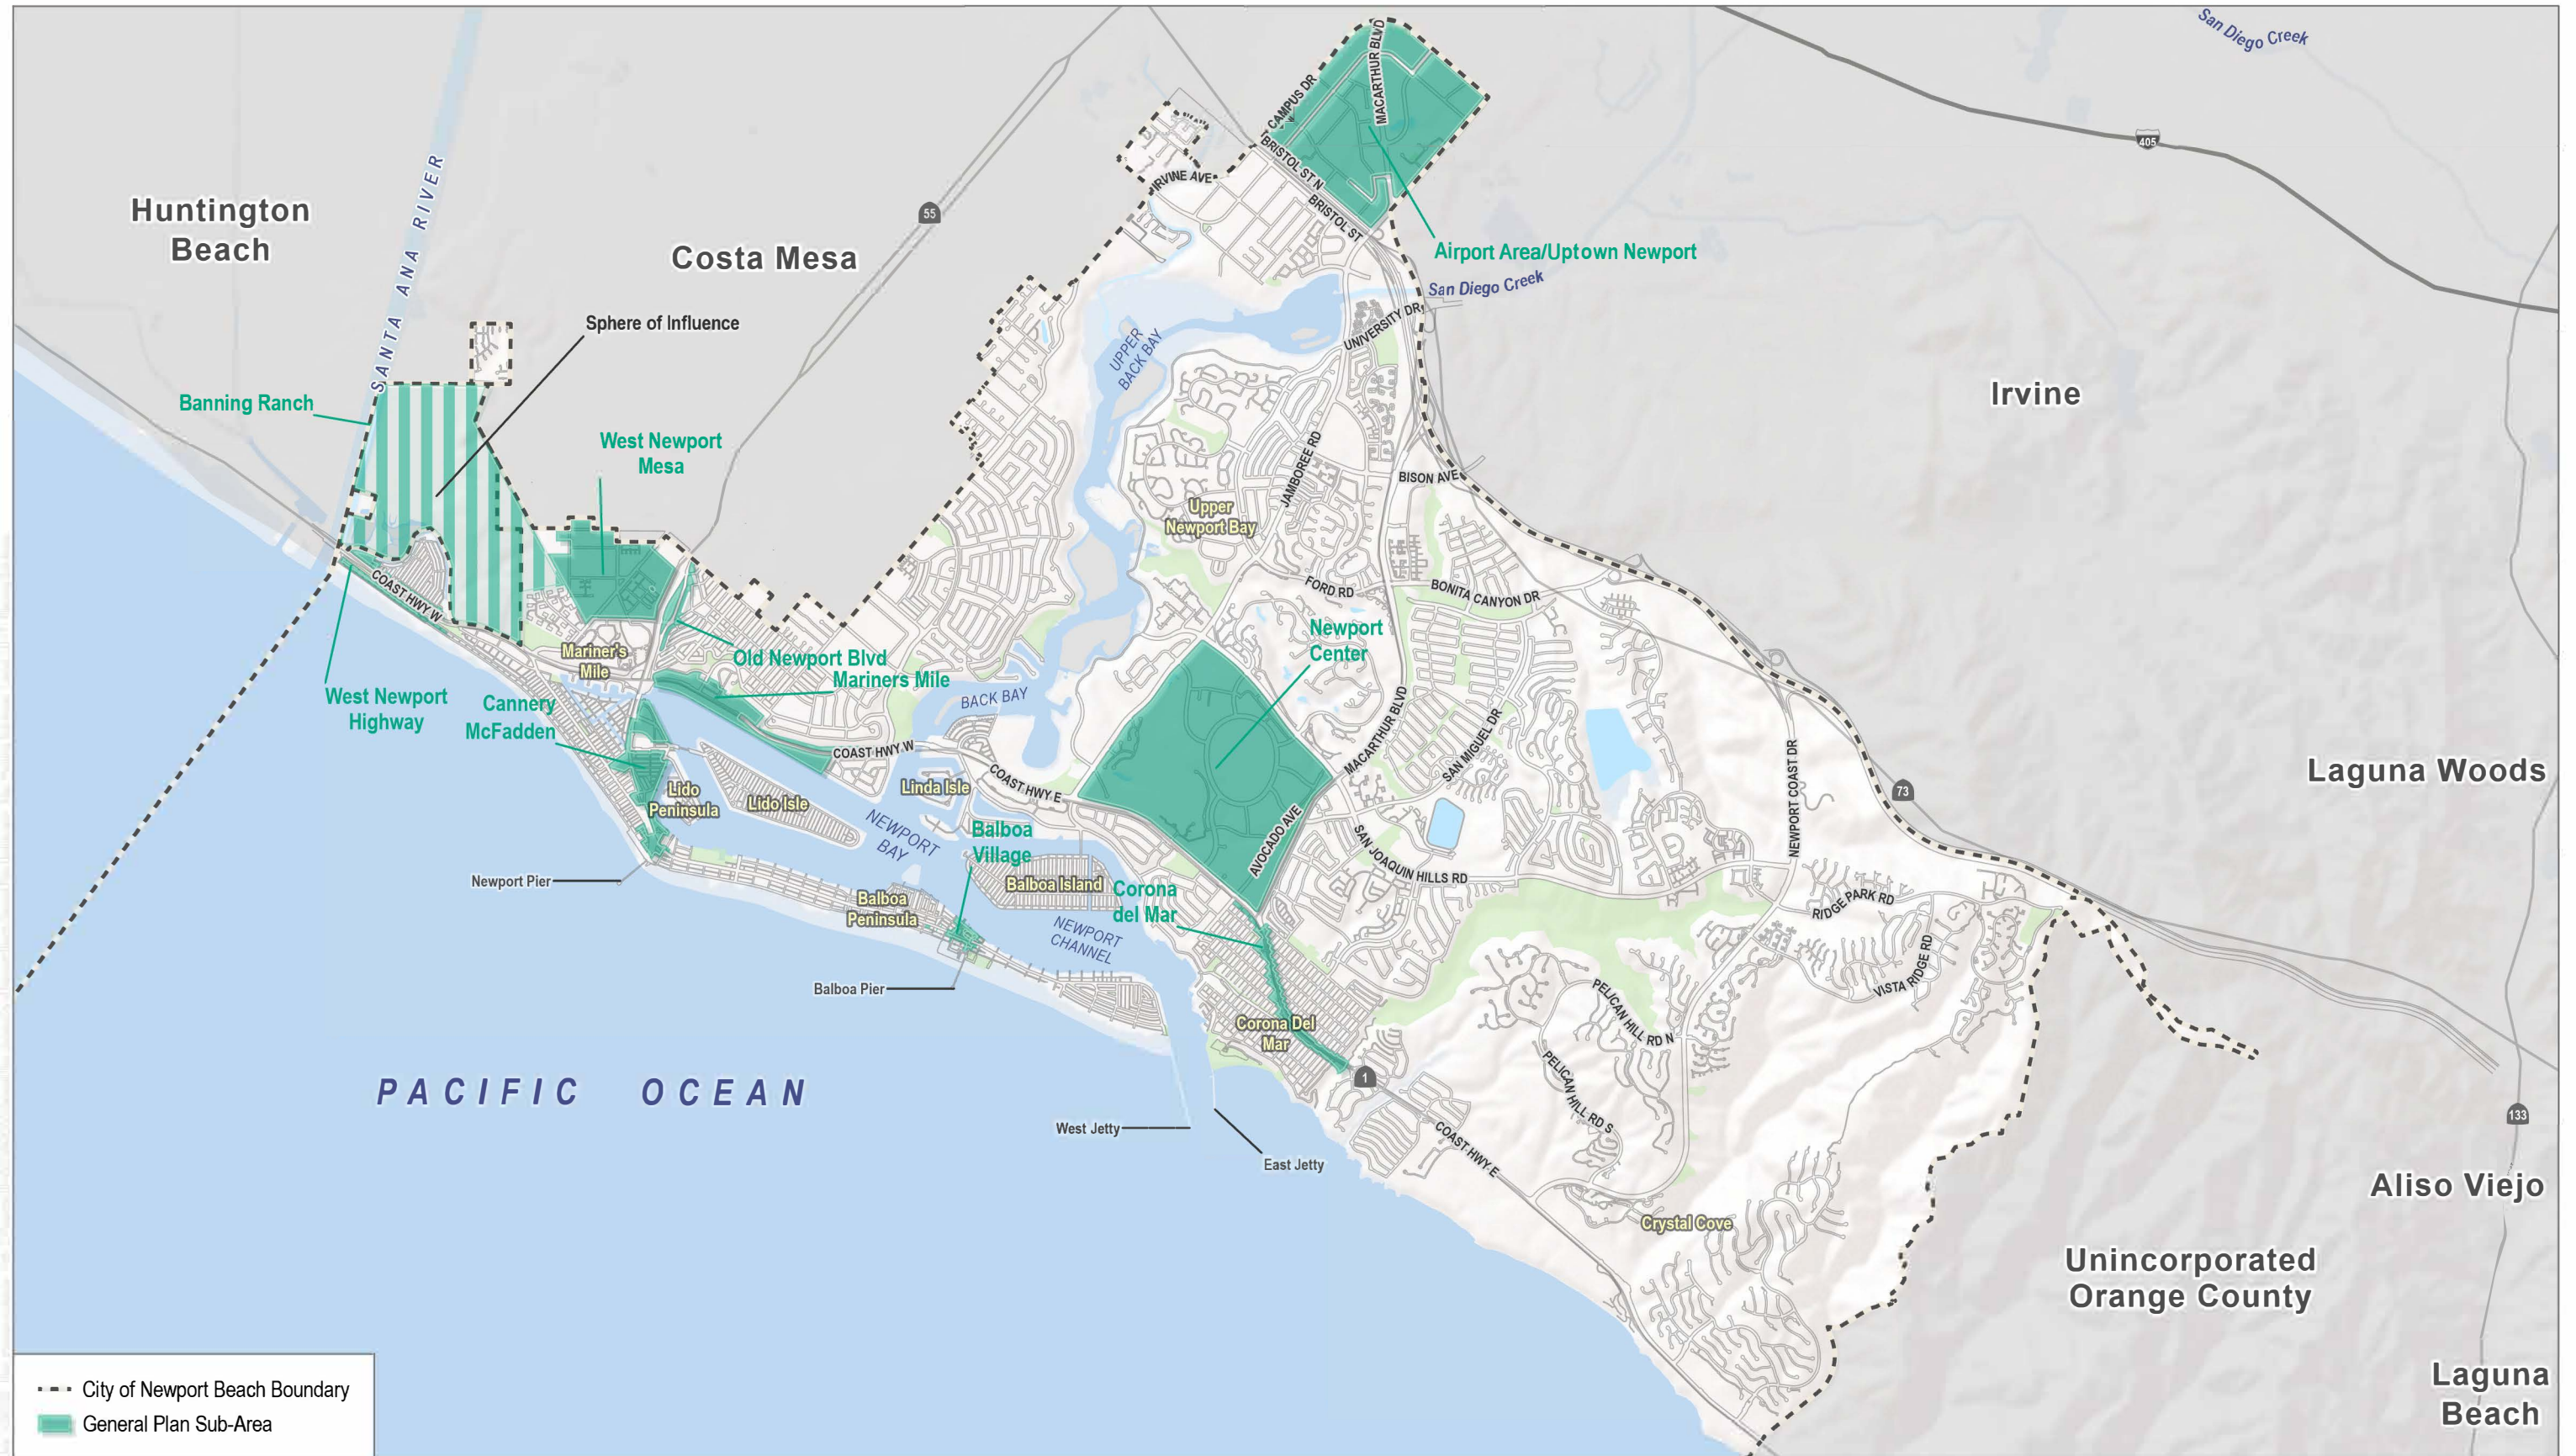 San Diego Creek
MACARTHUR BLVD
CAMPUS DR
405
BRISTOL ST N
IRVINE AVE
BRISTOL ST
Huntington
Beach
SANTA ANA RIVER
55
Costa Mesa
Airport Area/Uptown Newport
San Diego Creek
Sphere of Influence
UNIVERSITY DR
UPPER
BACK BAY
Irvine
Banning Ranch
West Newport
Mesa
JAMBOREE RD
BISON AVE
Upper
Newport Bay
COAST HWY W
FORD RD
BONITA CANYON DR
Newport
Center
Mariner's
Mile
Old Newport Blvd
Mariners Mile
West Newport
Highway
Cannery
McFadden
BACK BAY
MACARTHUR BLVD
SAN MIGUEL DR
COAST HWY W
NEWPORT COAST DR
Laguna Woods
COAST HWY E
Linda Isle
Lido
Peninsula
Lido Isle
73
NEWPORT
BAY
Balboa
Village
AVOCADO AVE
SAN JOAQUIN HILLS RD
Newport Pier
Balboa Island
Corona
del Mar
Balboa
Peninsula
RIDGE PARK RD
NEWPORT
CHANNEL
VISTA RIDGE RD
Balboa Pier
PELICAN HILL RD N
Corona Del
Mar
PELICAN HILL RD S
1
PACIFIC OCEAN
133
West Jetty
COAST HWY E
East Jetty
Aliso Viejo
Crystal Cove
Unincorporated
Orange County
Laguna
Beach
City of Newport Beach Boundary
General Plan Sub-Area